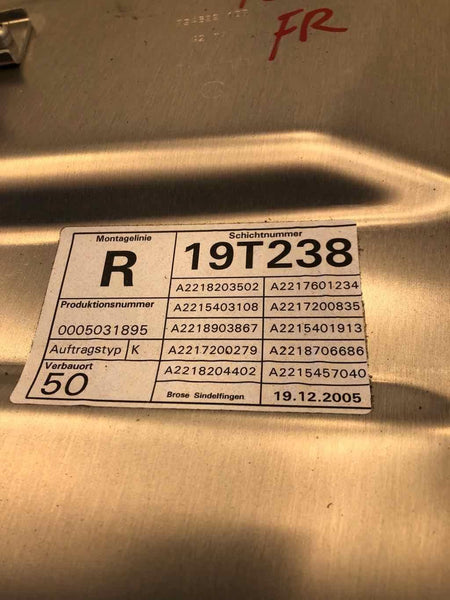 FR
Montagelinie
R
Schichtnummer
19T238
A2218203502 A2217601234
Produktionsnummer
0005031895
A2215403108 A2217200835
A2218903867 A2215401913
Auftragstyp K
A2217200279 A2218706686
Verbauort
50
A2218204402 A2215457040
Brose Sindelfingen 19.12.2005